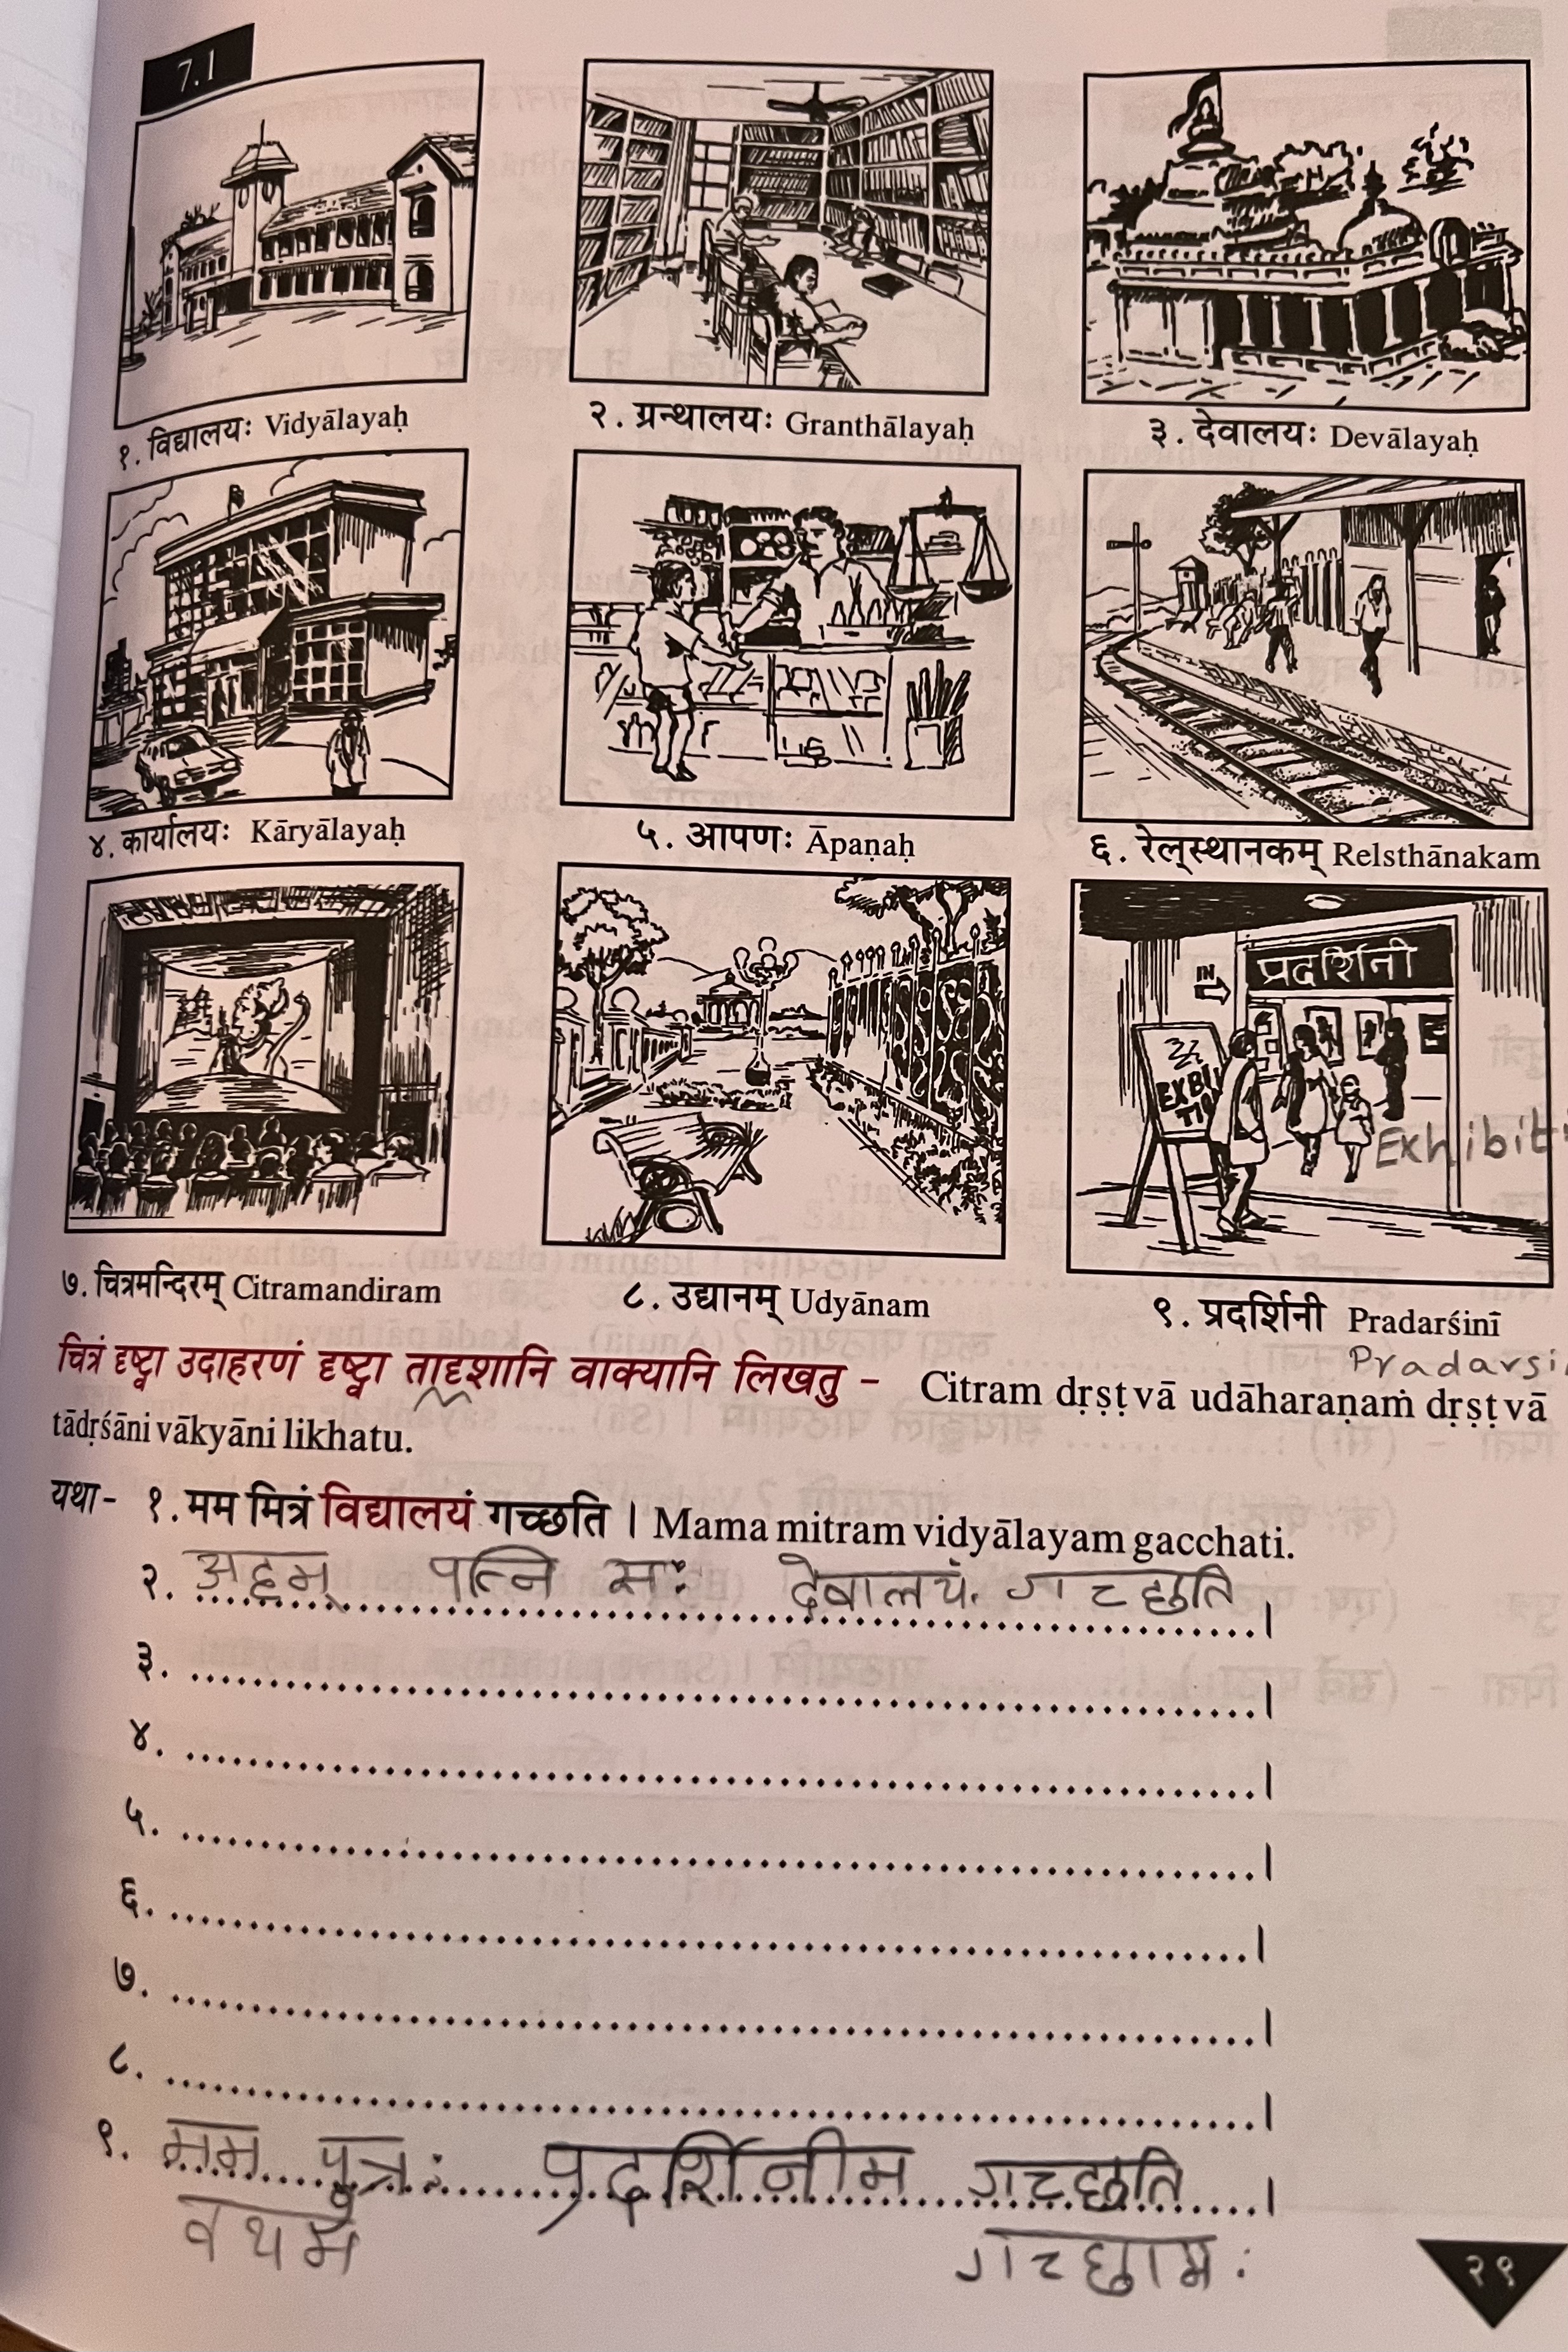 7.1
१. विद्यालयः Vidyālayaḥ
२. ग्रन्थालयः Granthālayaḥ
३. देवालयः Devālayaḥ
४. कार्यालयः Kāryālayaḥ
५. आपणः Āpaṇaḥ
६. रेल्स्थानकम् Relsthānakam
IN
प्रदर्शिनी
EXBI
TIO
Exhibit
७. चित्रमन्दिरम् Citramandiram
८. उद्यानम् Udyānam
९. प्रदर्शिनी Pradarśinī
Pradarsi
चित्रं दृष्ट्वा उदाहरणं दृष्ट्वा तादृशानि वाक्यानि लिखतु - Citram dṛṣṭvā udāharaṇaṁ dṛṣṭvā
tādṛśāni vākyāni likhatu.
यथा- १. मम मित्रं विद्यालयं गच्छति । Mama mitram vidyālayam gacchati.
२. अहम् पत्नि सः देवालयं गच्छति ।
३. ।
४. ।
५. ।
६. ।
७. ।
८. ।
९. मम पुत्रः प्रदर्शिनीम गच्छति ।
वयम गच्छामः
२९